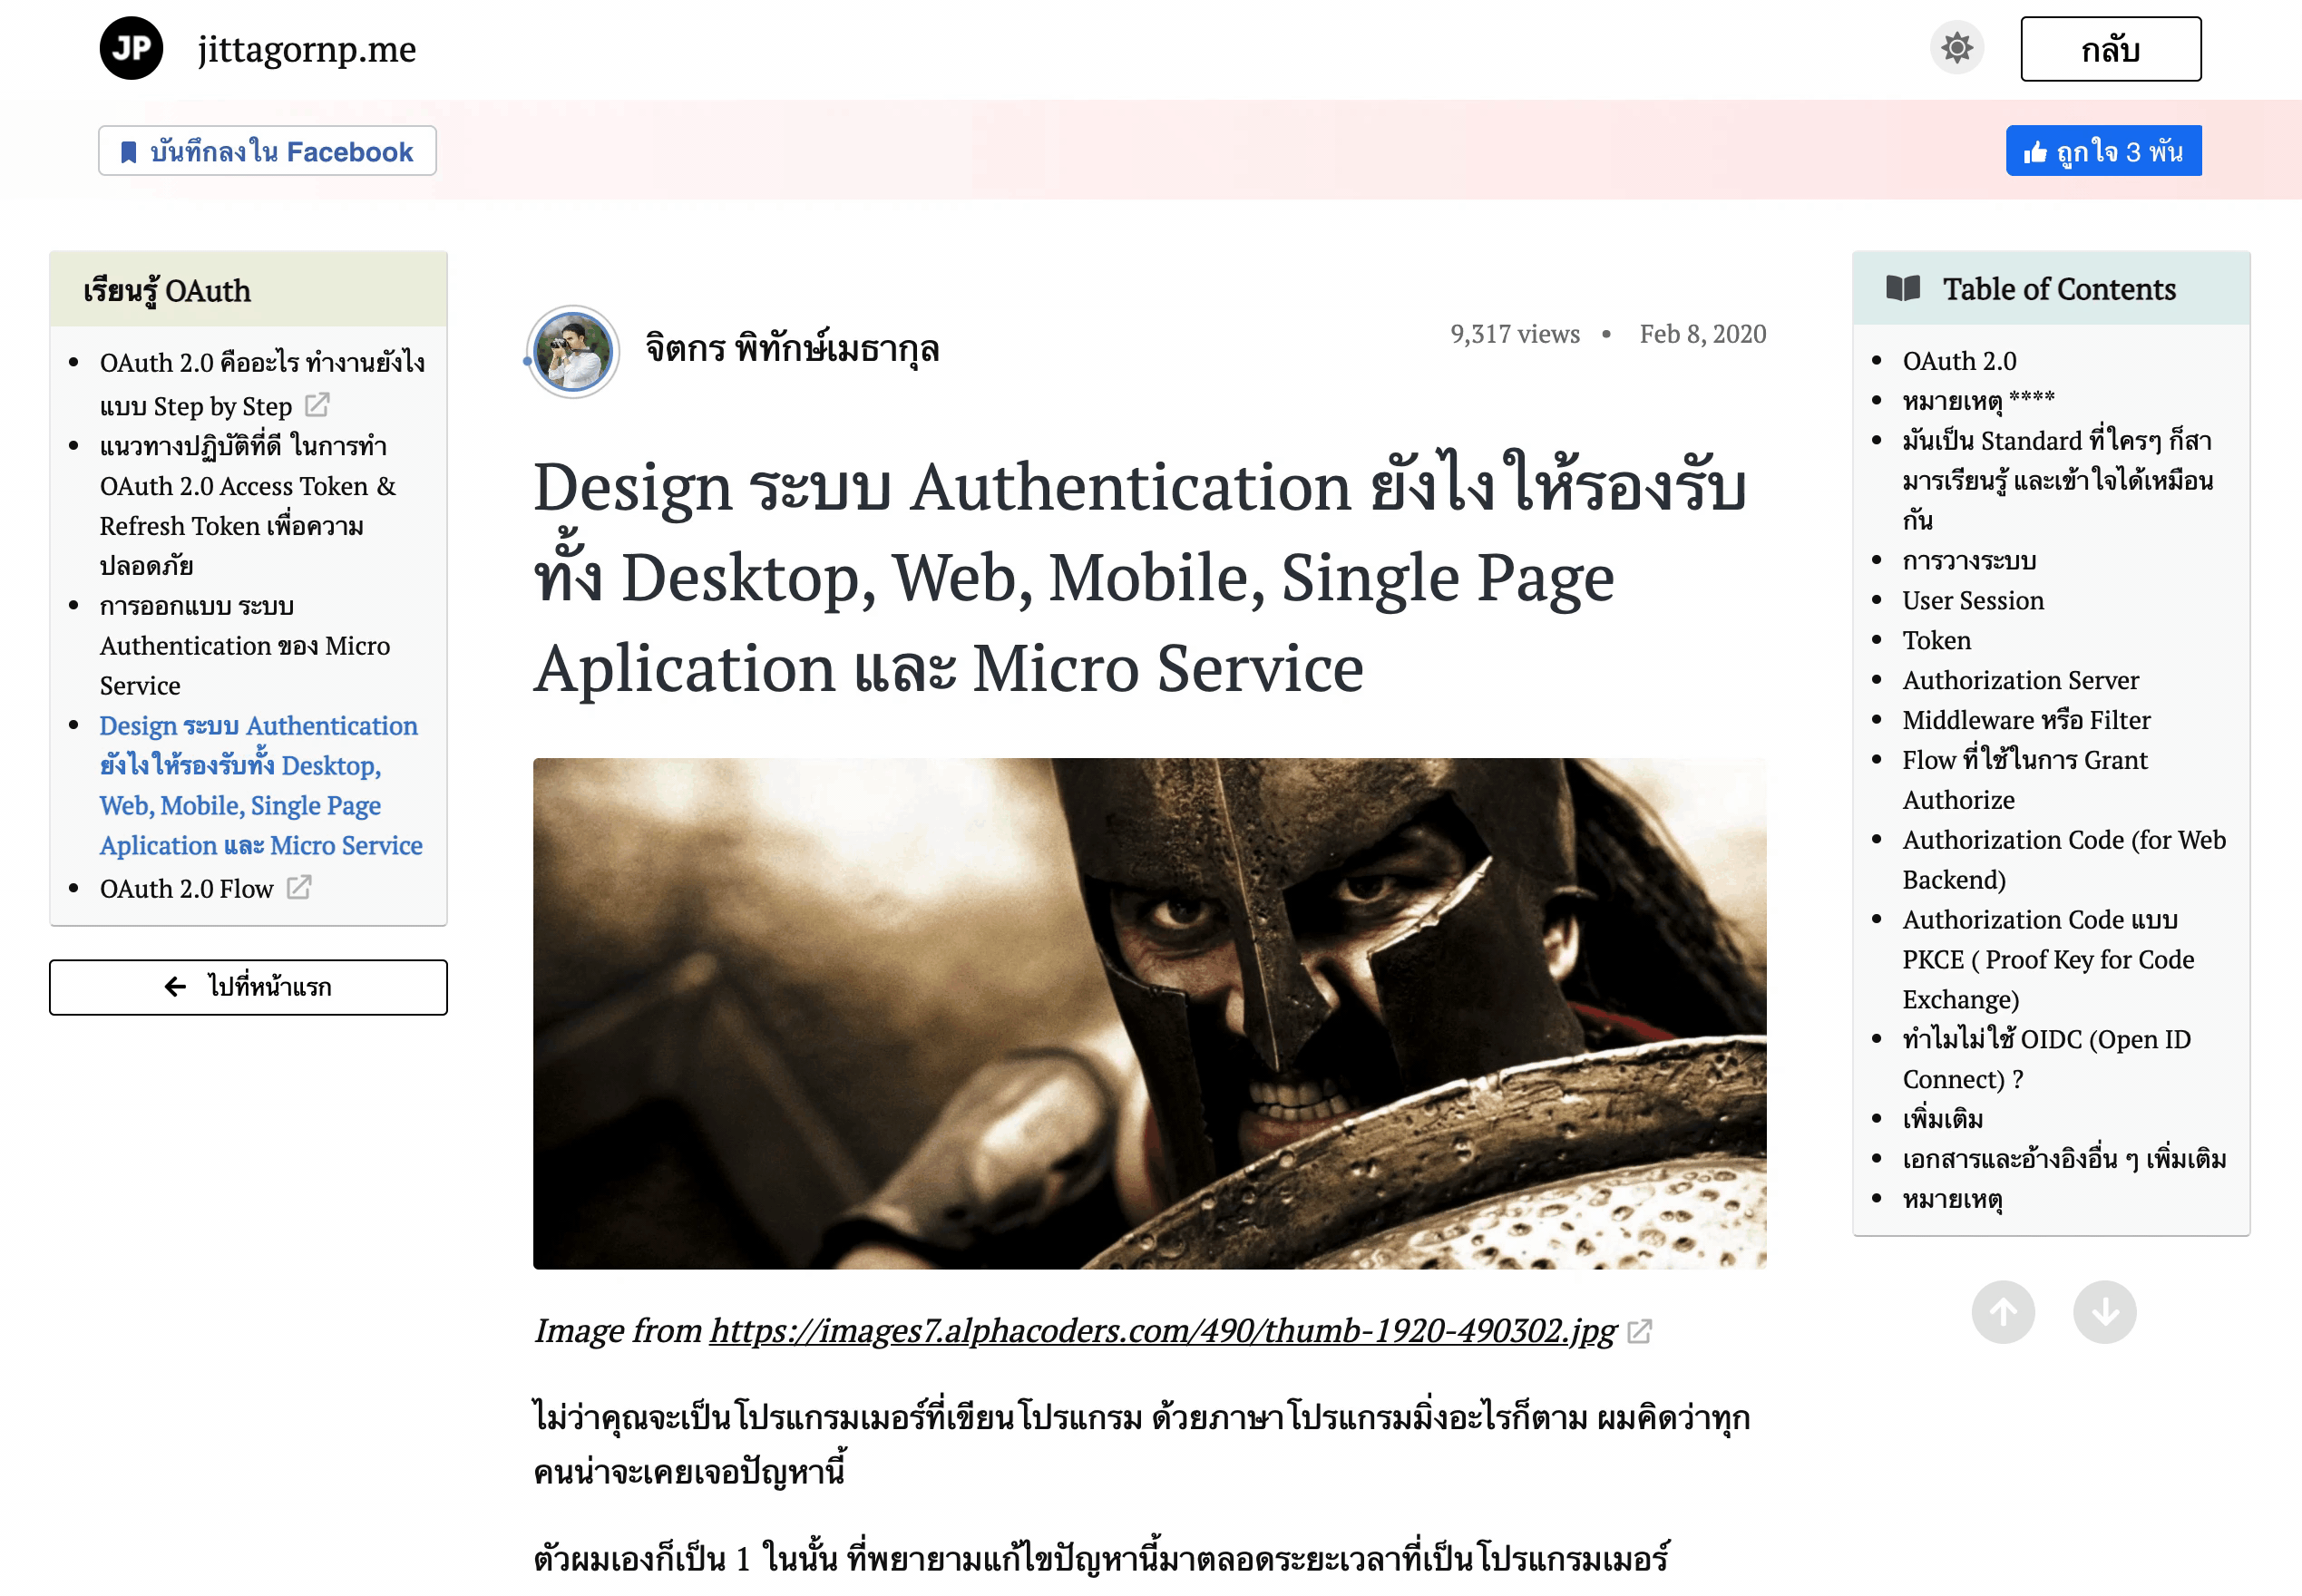 JP
jittagornp.me
กลับ
บันทึกลงใน Facebook
ถูกใจ 3 พัน
เรียนรู้ OAuth
OAuth 2.0 คืออะไร ทำงานยังไง
แบบ Step by Step
แนวทางปฏิบัติที่ดี ในการทำ
OAuth 2.0 Access Token &
Refresh Token เพื่อความ
ปลอดภัย
การออกแบบ ระบบ
Authentication ของ Micro
Service
Design ระบบ Authentication
ยังไงให้รองรับทั้ง Desktop,
Web, Mobile, Single Page
Aplication และ Micro Service
OAuth 2.0 Flow
ไปที่หน้าแรก
จิตกร พิทักษ์เมธากุล
9,317 views • Feb 8, 2020
Design ระบบ Authentication ยังไงให้รองรับ
ทั้ง Desktop, Web, Mobile, Single Page
Aplication และ Micro Service
Image from https://images7.alphacoders.com/490/thumb-1920-490302.jpg
ไม่ว่าคุณจะเป็นโปรแกรมเมอร์ที่เขียนโปรแกรม ด้วยภาษาโปรแกรมมิ่งอะไรก็ตาม ผมคิดว่าทุก
คนน่าจะเคยเจอปัญหานี้
ตัวผมเองก็เป็น 1 ในนั้น ที่พยายามแก้ไขปัญหานี้มาตลอดระยะเวลาที่เป็นโปรแกรมเมอร์
Table of Contents
OAuth 2.0
หมายเหตุ ****
มันเป็น Standard ที่ใครๆ ก็สา
มารเรียนรู้ และเข้าใจได้เหมือน
กัน
การวางระบบ
User Session
Token
Authorization Server
Middleware หรือ Filter
Flow ที่ใช้ในการ Grant
Authorize
Authorization Code (for Web
Backend)
Authorization Code แบบ
PKCE ( Proof Key for Code
Exchange)
ทำไมไม่ใช้ OIDC (Open ID
Connect) ?
เพิ่มเติม
เอกสารและอ้างอิงอื่น ๆ เพิ่มเติม
หมายเหตุ